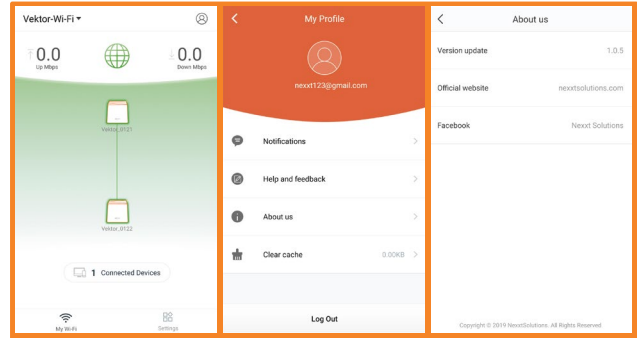 Vektor-Wi-Fi
0.0
Up Mbps
0.0
Down Mbps
Vektor_0121
Vektor_0122
1 Connected Devices
My Wi-Fi
Settings
My Profile
nexxt123@gmail.com
Notifications
Help and feedback
About us
Clear cache 0.00KB
Log Out
About us
Version update 1.0.5
Official website nexxtsolutions.com
Facebook Nexxt Solutions
Copyright © 2019 NexxtSolutions. All Rights Reserved